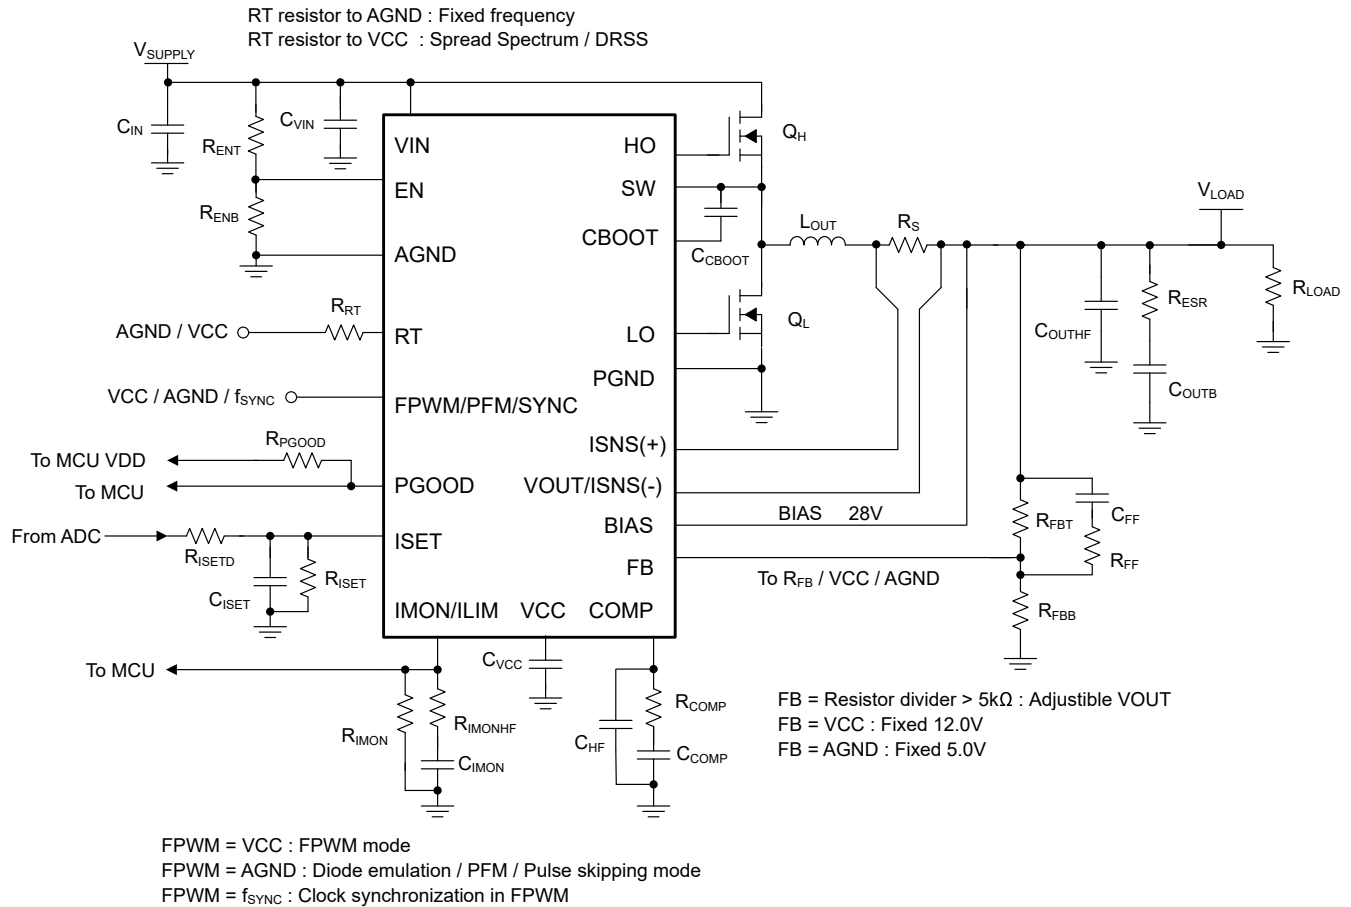 RT resistor to AGND : Fixed frequency
RT resistor to VCC : Spread Spectrum / DRSS
VSUPPLY
CIN
RENT
CVIN
RENB
VIN
EN
AGND
RT
FPWM/PFM/SYNC
PGOOD
ISET
IMON/ILIM
VCC
COMP
HO
SW
CBOOT
LO
PGND
ISNS(+)
VOUT/ISNS(-)
BIAS
FB
QH
CCBOOT
LOUT
RS
QL
VLOAD
RLOAD
RESR
COUTHF
COUTB
AGND / VCC
RRT
VCC / AGND / fSYNC
RPGOOD
To MCU VDD
To MCU
From ADC
RISETD
CISET
RISET
BIAS 28V
To RFB / VCC / AGND
RFBT
CFF
RFF
RFBB
To MCU
RIMON
RIMONHF
CIMON
CVCC
CHF
RCOMP
CCOMP
FB = Resistor divider > 5kΩ : Adjustible VOUT
FB = VCC : Fixed 12.0V
FB = AGND : Fixed 5.0V
FPWM = VCC : FPWM mode
FPWM = AGND : Diode emulation / PFM / Pulse skipping mode
FPWM = fSYNC : Clock synchronization in FPWM